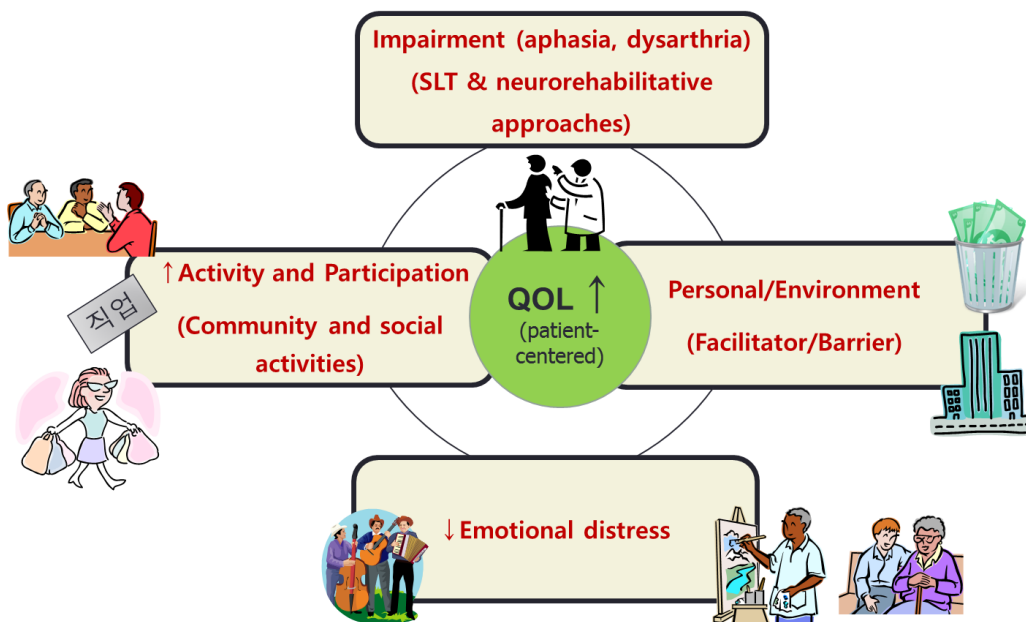 Impairment (aphasia, dysarthria)
(SLT & neurorehabilitative
approaches)
↑Activity and Participation
(Community and social
activities)
직업
QOL ↑
(patient-
centered)
Personal/Environment
(Facilitator/Barrier)
↓Emotional distress